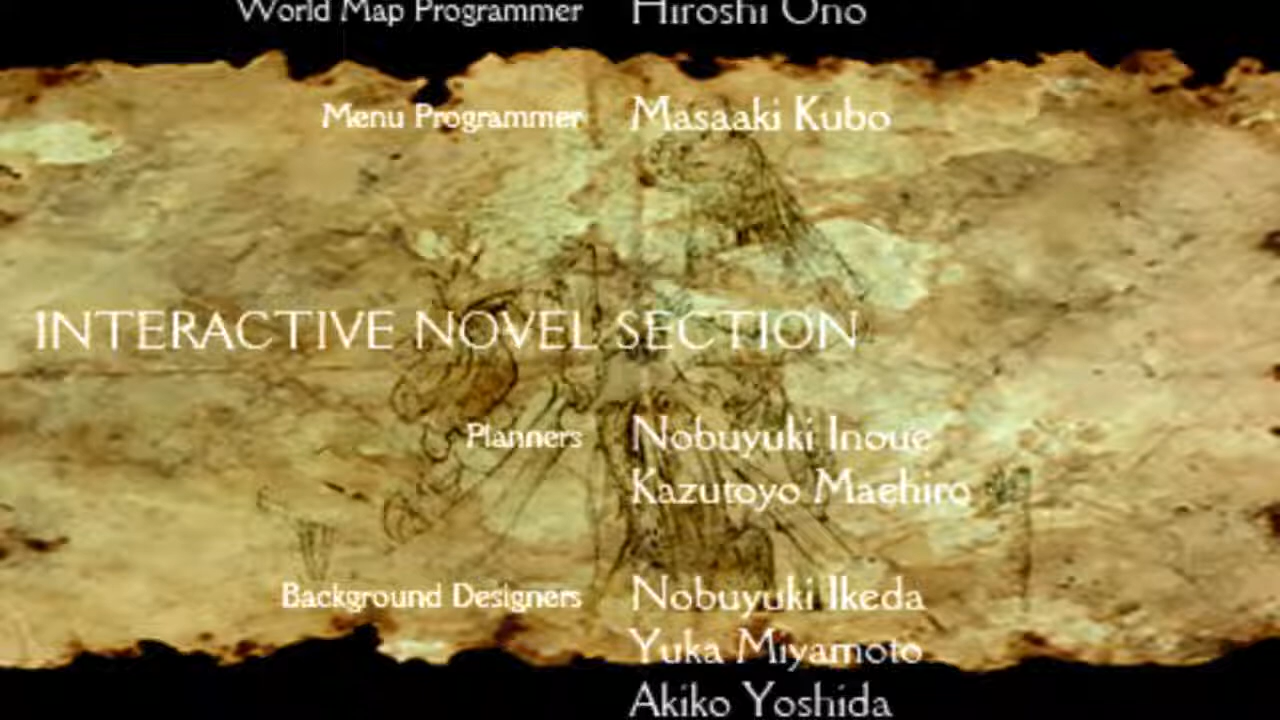 World Map Programmer Hiroshi Ono
Menu Programmer Masaaki Kubo
INTERACTIVE NOVEL SECTION
Planners Nobuyuki Inoue
Kazutoyo Maehiro
Background Designers Nobuyuki Ikeda
Yuka Miyamoto
Akiko Yoshida